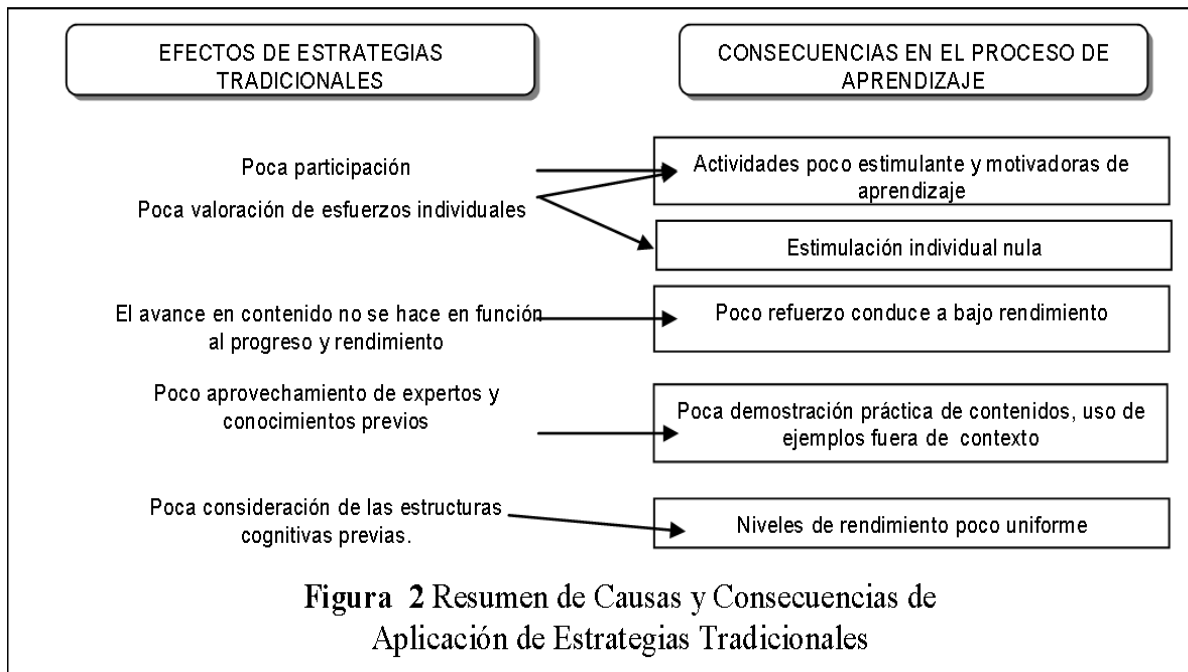 EFECTOS DE ESTRATEGIAS
TRADICIONALES
CONSECUENCIAS EN EL PROCESO DE
APRENDIZAJE
Poca participación
Actividades poco estimulante y motivadoras de
aprendizaje
Poca valoración de esfuerzos individuales
Estimulación individual nula
El avance en contenido no se hace en función
al progreso y rendimiento
Poco refuerzo conduce a bajo rendimiento
Poco aprovechamiento de expertos y
conocimientos previos
Poca demostración práctica de contenidos, uso de
ejemplos fuera de contexto
Poca consideración de las estructuras
cognitivas previas.
Niveles de rendimiento poco uniforme
Figura 2 Resumen de Causas y Consecuencias de
Aplicación de Estrategias Tradicionales